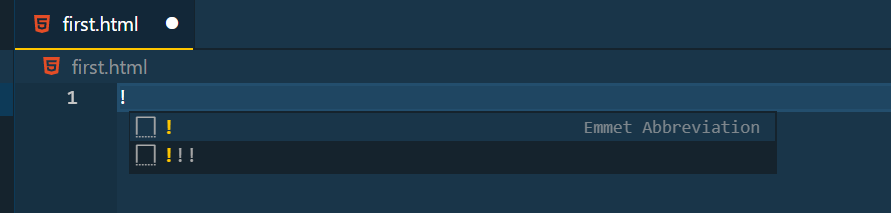 first.html
first.html
1 !
! Emmet Abbreviation
!!!